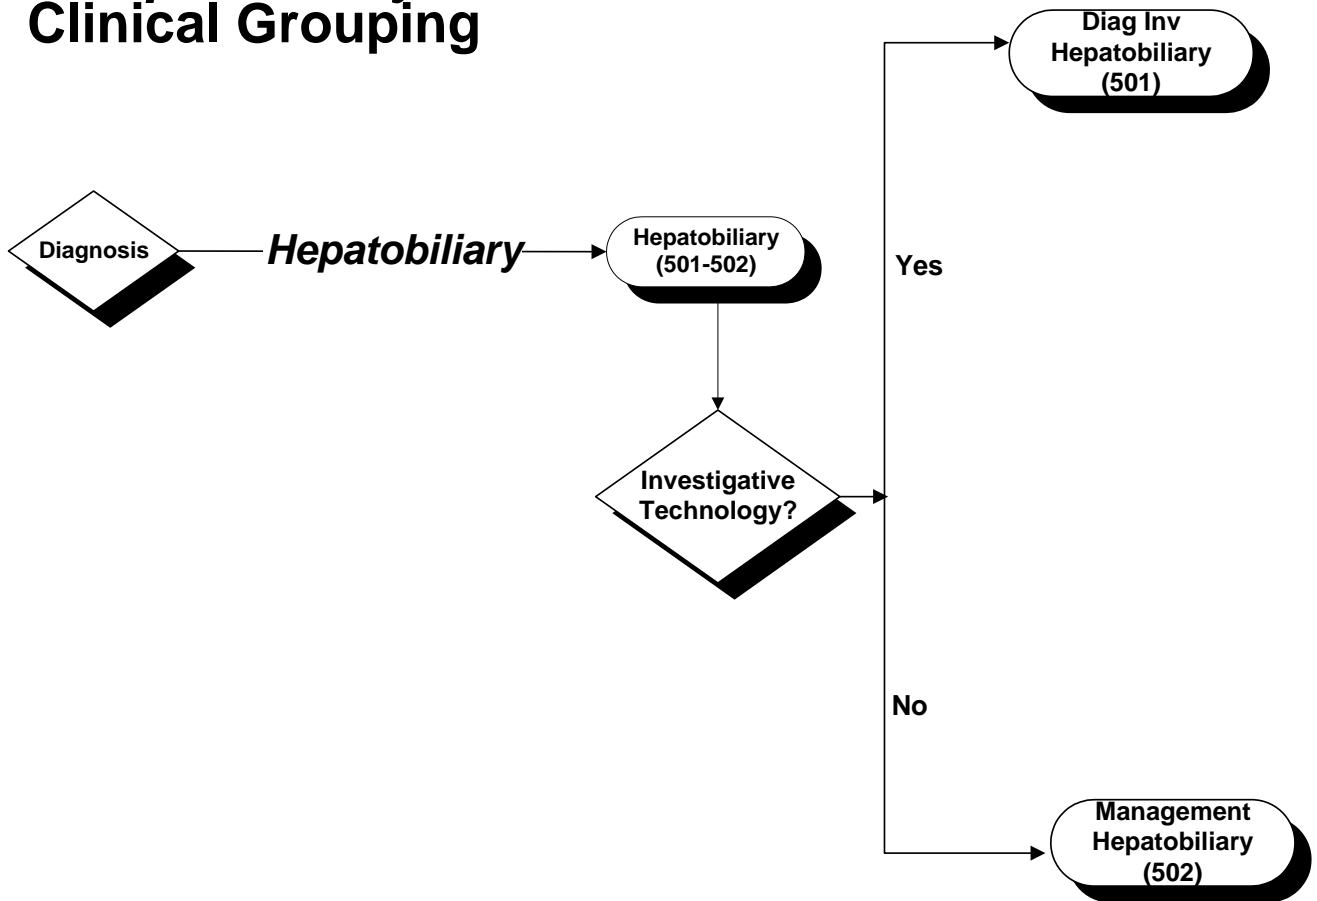 Clinical Grouping
Diag Inv
Hepatobiliary
(501)
Diagnosis
Hepatobiliary
Hepatobiliary
(501-502)
Yes
Investigative
Technology?
No
Management
Hepatobiliary
(502)